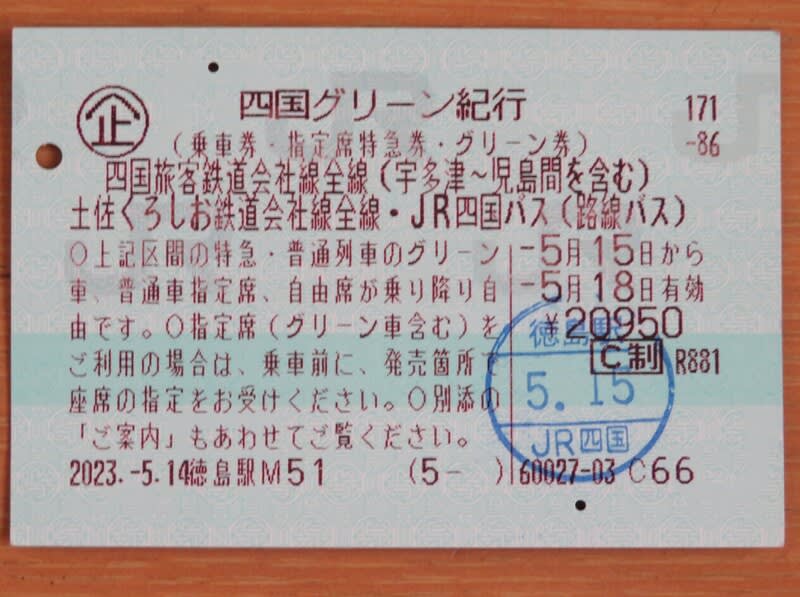 企 四国グリーン紀行 171
(乗車券・指定席特急券・グリーン券) -86
四国旅客鉄道会社線全線(宇多津~児島間を含む)
土佐くろしお鉄道会社線全線・JR四国バス(路線バス)
○上記区間の特急・普通列車のグリーン
車、普通車指定席、自由席が乗り降り自
由です。○指定席(グリーン車含む)を
ご利用の場合は、乗車前に、発売箇所で
座席の指定をお受けください。○別添の
「ご案内」もあわせてご覧ください。
-5月15日から
-5月18日有効
¥20950
C制 R881
徳島駅
5.15
JR四国
2023.-5.14徳島駅M51 (5- ) 60027-03 C66